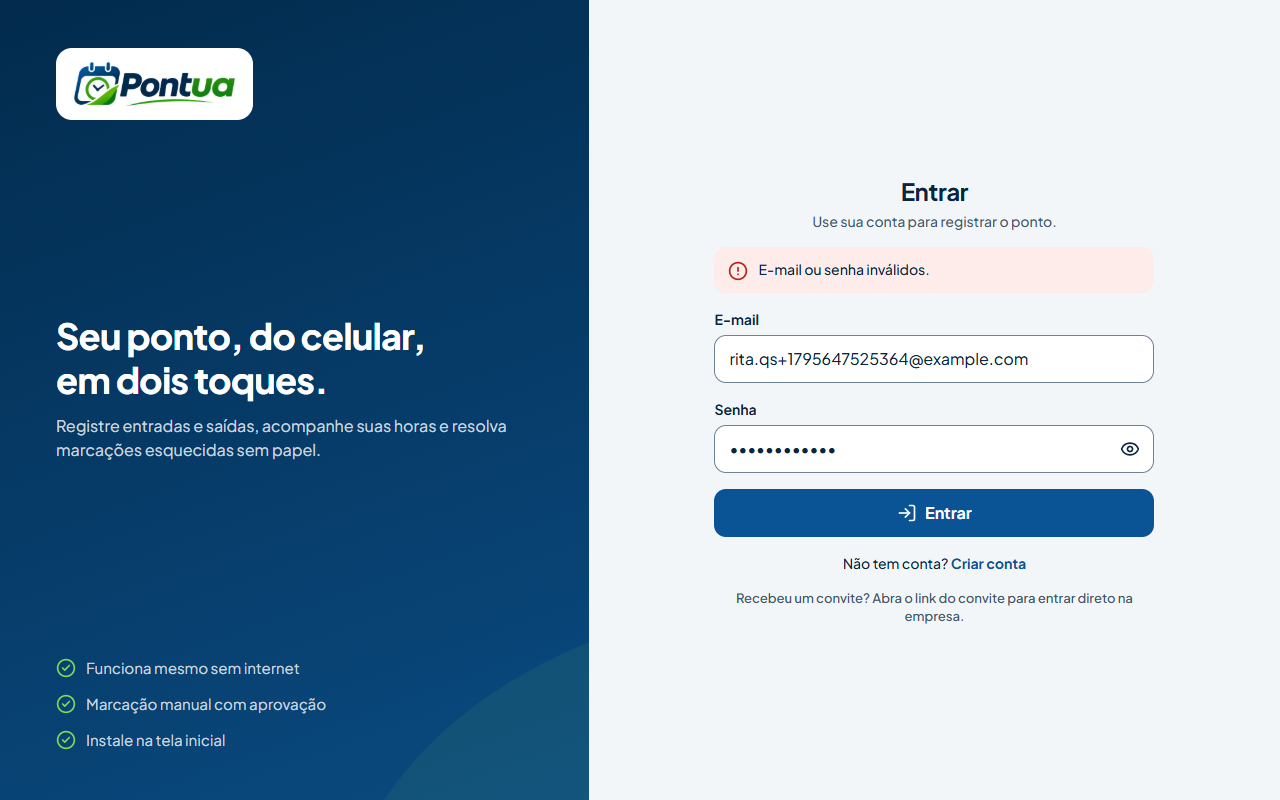 Pontua
Seu ponto, do celular,
em dois toques.
Registre entradas e saídas, acompanhe suas horas e resolva
marcações esquecidas sem papel.
Funciona mesmo sem internet
Marcação manual com aprovação
Instale na tela inicial
Entrar
Use sua conta para registrar o ponto.
E-mail ou senha inválidos.
E-mail
rita.qs+1795647525364@example.com
Senha
••••••••••••
Entrar
Não tem conta? Criar conta
Recebeu um convite? Abra o link do convite para entrar direto na
empresa.